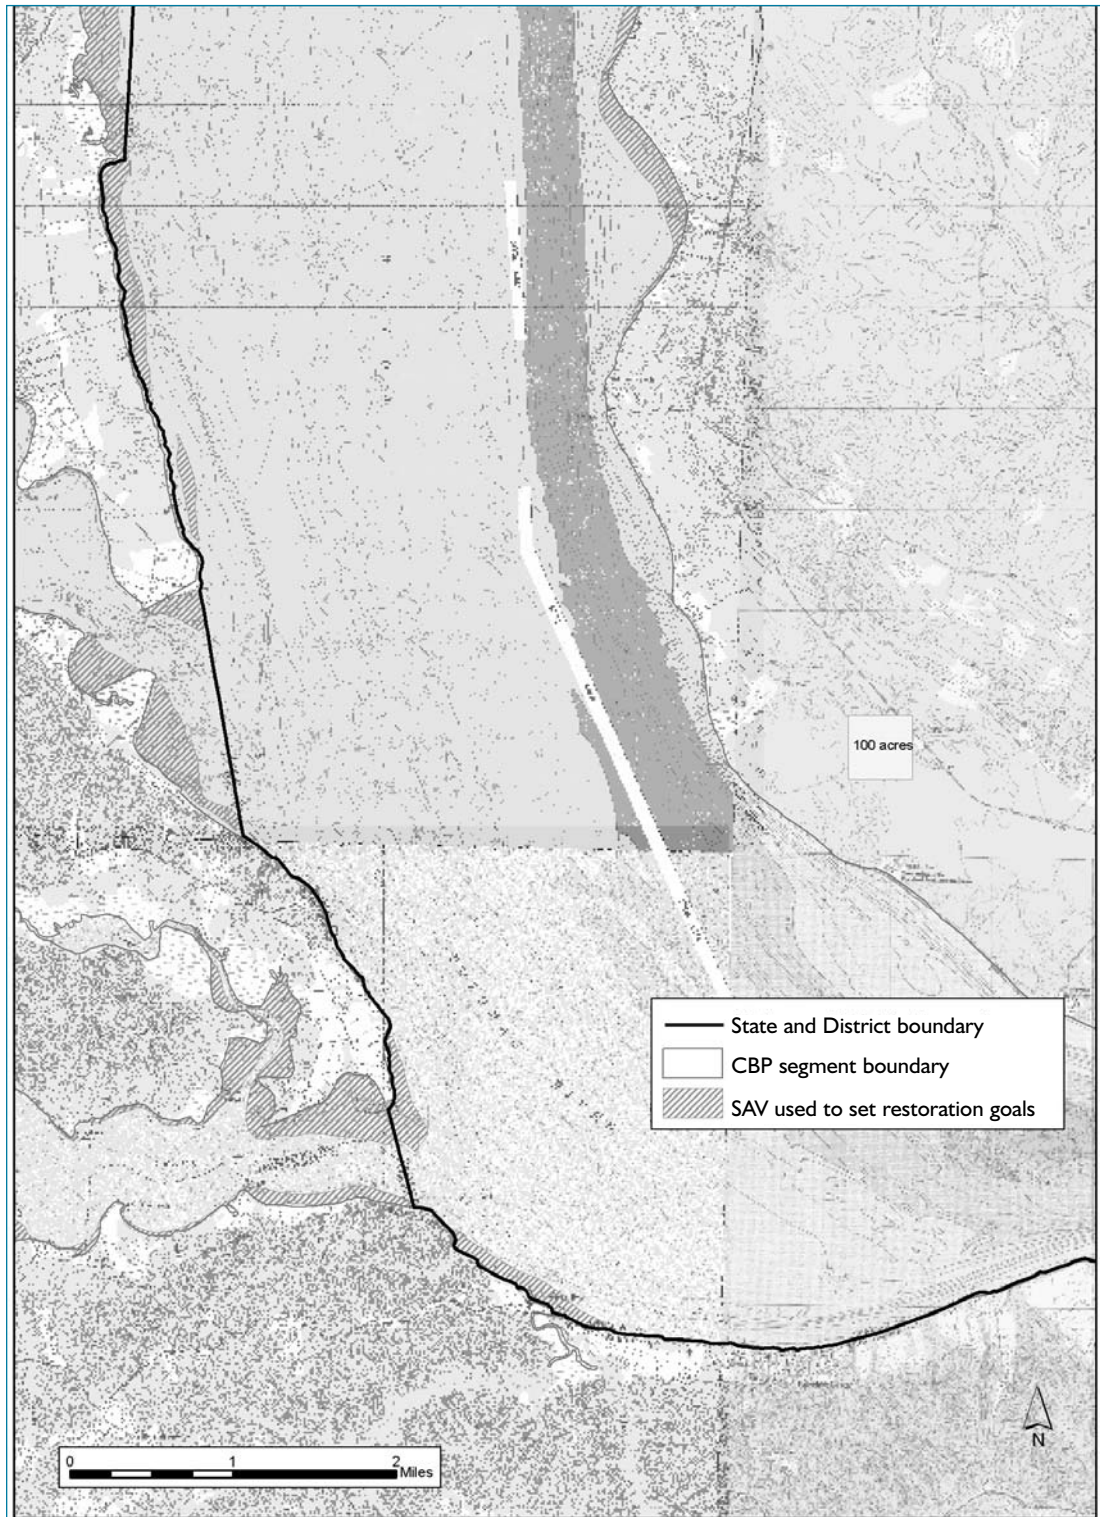 100 acres
State and District boundary
CBP segment boundary
SAV used to set restoration goals
N
0 1 2
Miles